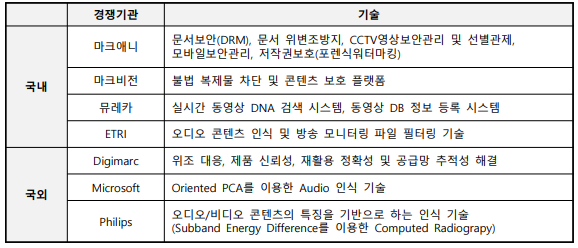 경쟁기관 기술
국내
마크애니 문서보안(DRM), 문서 위변조방지, CCTV영상보안관리 및 선별관제,
모바일보안관리, 저작권보호(포렌식워터마킹)
마크비전 불법 복제물 차단 및 콘텐츠 보호 플랫폼
뮤레카 실시간 동영상 DNA 검색 시스템, 동영상 DB 정보 등록 시스템
ETRI 오디오 콘텐츠 인식 및 방송 모니터링 파일 필터링 기술
국외
Digimarc 위조 대응, 제품 신뢰성, 재활용 정확성 및 공급망 추적성 해결
Microsoft Oriented PCA를 이용한 Audio 인식 기술
Philips 오디오/비디오 콘텐츠의 특징을 기반으로 하는 인식 기술
(Subband Energy Difference를 이용한 Computed Radiograpy)